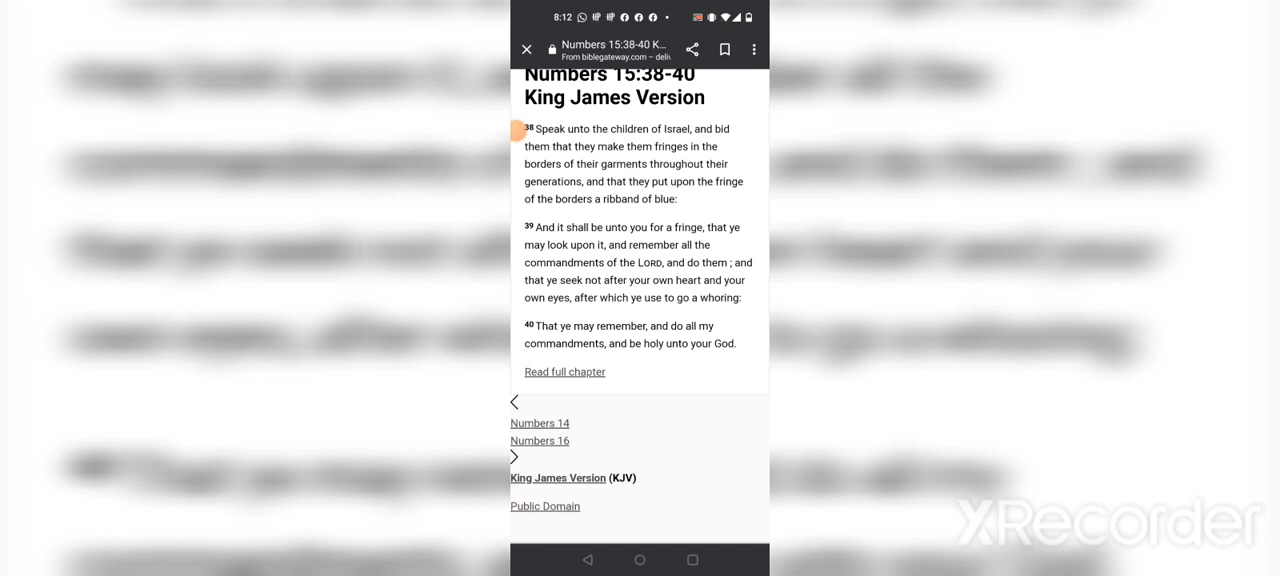 8:12
Numbers 15:38-40 K...
From biblegateway.com – deliv
Numbers 15:38-40
King James Version
38 Speak unto the children of Israel, and bid
them that they make them fringes in the
borders of their garments throughout their
generations, and that they put upon the fringe
of the borders a ribband of blue:
39 And it shall be unto you for a fringe, that ye
may look upon it, and remember all the
commandments of the LORD, and do them ; and
that ye seek not after your own heart and your
own eyes, after which ye use to go a whoring:
40 That ye may remember, and do all my
commandments, and be holy unto your God.
Read full chapter
Numbers 14
Numbers 16
King James Version (KJV)
Public Domain
XRecorder